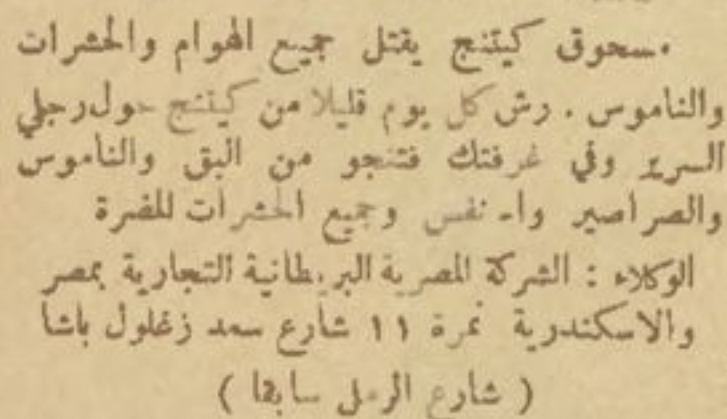 مسحوق كيتنج يقتل جميع الهوام والحشرات
والناموس . رش كل يوم قليلا من كيتنج حول رجلي
السرير وفي غرفتك فتنجو من البق والناموس
والصراصير وجميع الحشرات المضرة
الوكلاء : الشركة المصرية البريطانية التجارية بمصر
والاسكندرية نمرة ١١ شارع سعد زغلول باشا
( شارع الرمل سابقا )